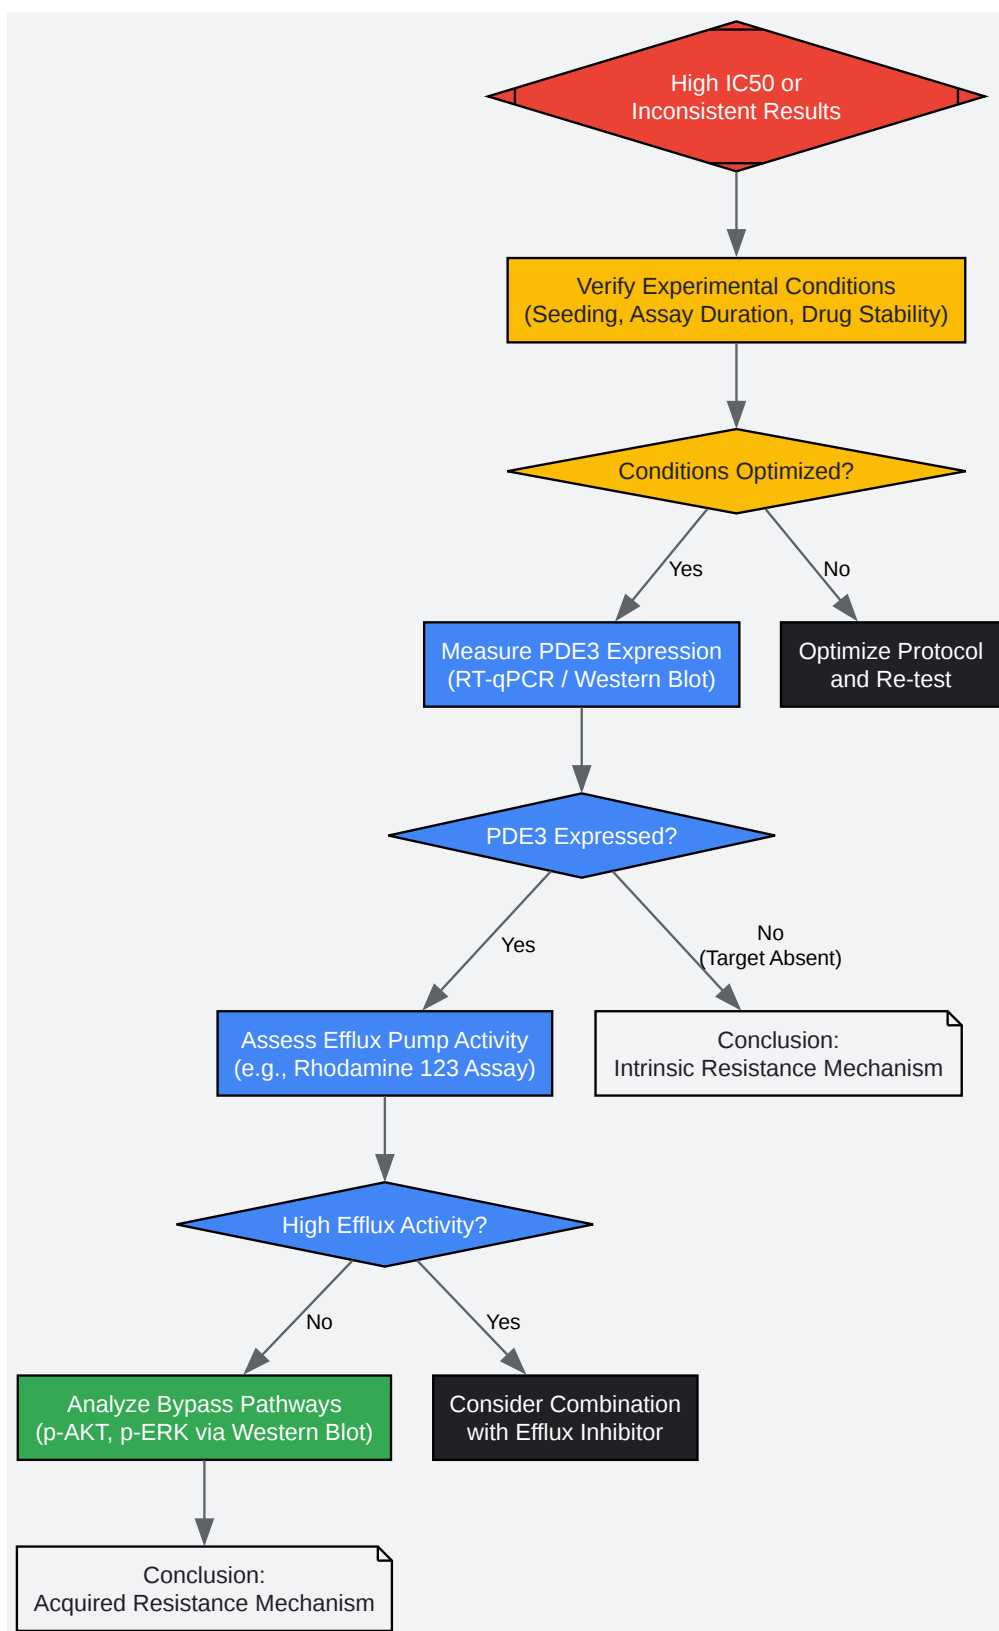 High IC50 or
Inconsistent Results
Verify Experimental Conditions
(Seeding, Assay Duration, Drug Stability)
Conditions Optimized?
Yes
No
Measure PDE3 Expression
(RT-qPCR / Western Blot)
Optimize Protocol
and Re-test
PDE3 Expressed?
Yes
No
(Target Absent)
Assess Efflux Pump Activity
(e.g., Rhodamine 123 Assay)
Conclusion:
Intrinsic Resistance Mechanism
High Efflux Activity?
No
Yes
Analyze Bypass Pathways
(p-AKT, p-ERK via Western Blot)
Consider Combination
with Efflux Inhibitor
Conclusion:
Acquired Resistance Mechanism